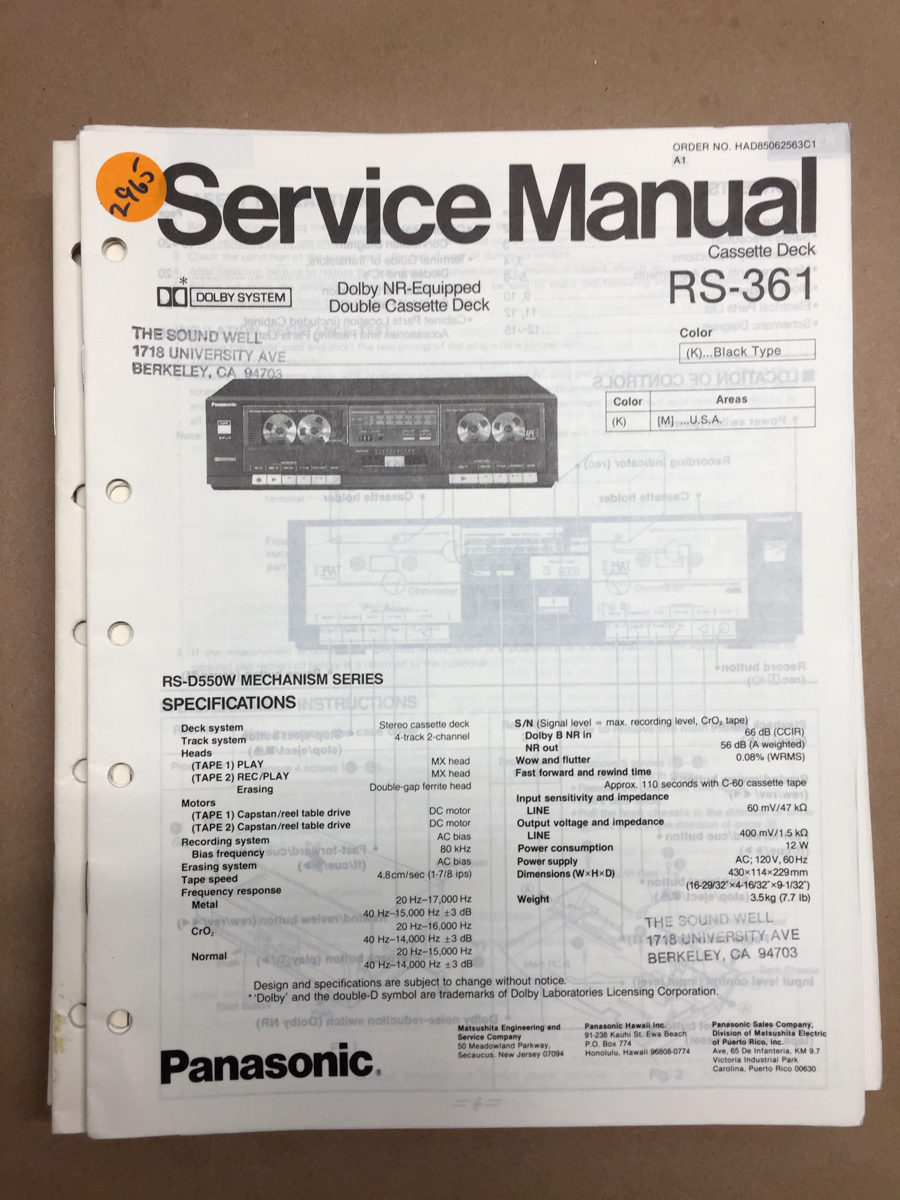 ORDER NO. HAD85062563C1
A1
2965
Service Manual
Cassette Deck
RS-361
*
DOLBY SYSTEM
Dolby NR-Equipped
Double Cassette Deck
THE SOUND WELL
1718 UNIVERSITY AVE
BERKELEY, CA 94703
Color
(K)...Black Type
Color Areas
(K) [M] ...U.S.A.
Panasonic
RS-D550W MECHANISM SERIES
SPECIFICATIONS
Deck system Stereo cassette deck
Track system 4-track 2-channel
Heads
(TAPE 1) PLAY MX head
(TAPE 2) REC/PLAY MX head
Erasing Double-gap ferrite head
Motors
(TAPE 1) Capstan/reel table drive DC motor
(TAPE 2) Capstan/reel table drive DC motor
Recording system AC bias
Bias frequency 80 kHz
Erasing system AC bias
Tape speed 4.8cm/sec (1-7/8 ips)
Frequency response
Metal 20 Hz–17,000 Hz
40 Hz–15,000 Hz ±3 dB
CrO₂ 20 Hz–16,000 Hz
40 Hz–14,000 Hz ±3 dB
Normal 20 Hz–15,000 Hz
40 Hz–14,000 Hz ±3 dB
S/N (Signal level = max. recording level, CrO₂ tape)
Dolby B NR in 66 dB (CCIR)
NR out 56 dB (A weighted)
Wow and flutter 0.08% (WRMS)
Fast forward and rewind time
Approx. 110 seconds with C-60 cassette tape
Input sensitivity and impedance
LINE 60 mV/47 kΩ
Output voltage and impedance
LINE 400 mV/1.5 kΩ
Power consumption 12 W
Power supply AC; 120V, 60Hz
Dimensions (W×H×D) 430×114×229mm
(16-29/32"×4-16/32"×9-1/32")
Weight 3.5kg (7.7 lb)
THE SOUND WELL
1718 UNIVERSITY AVE
BERKELEY, CA 94703
Design and specifications are subject to change without notice.
* 'Dolby' and the double-D symbol are trademarks of Dolby Laboratories Licensing Corporation.
Panasonic®
Matsushita Engineering and
Service Company
50 Meadowland Parkway,
Secaucus, New Jersey 07094
Panasonic Hawaii Inc.
91-238 Kauhi St. Ewa Beach
P.O. Box 774
Honolulu, Hawaii 96808-0774
Panasonic Sales Company,
Division of Matsushita Electric
of Puerto Rico, Inc.
Ave, 65 De Infanteria, KM 9.7
Victoria Industrial Park
Carolina, Puerto Rico 00630